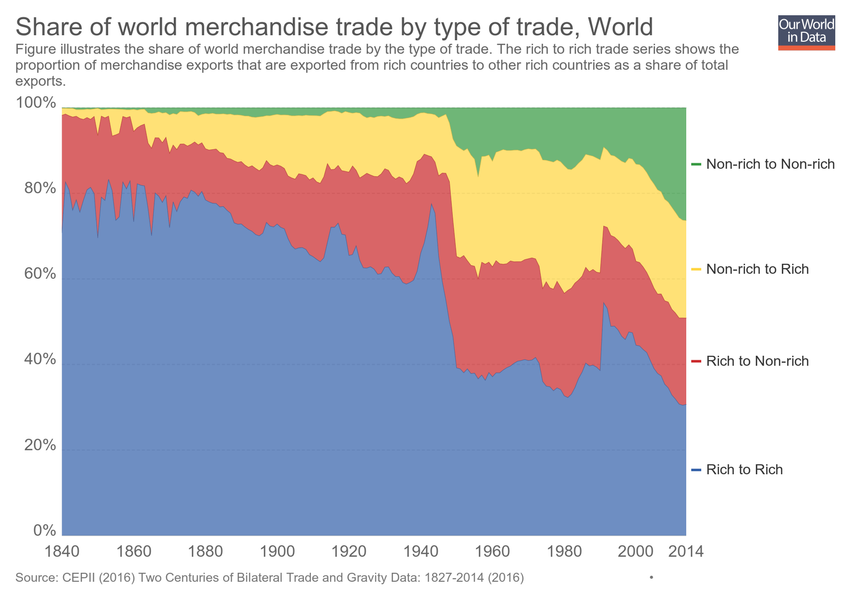 Share of world merchandise trade by type of trade, World
Our World
in Data
Figure illustrates the share of world merchandise trade by the type of trade. The rich to rich trade series shows the
proportion of merchandise exports that are exported from rich countries to other rich countries as a share of total
exports.
100%
80%
60%
40%
20%
0%
Non-rich to Non-rich
Non-rich to Rich
Rich to Non-rich
Rich to Rich
1840 1860 1880 1900 1920 1940 1960 1980 2000 2014
Source: CEPII (2016) Two Centuries of Bilateral Trade and Gravity Data: 1827-2014 (2016) •